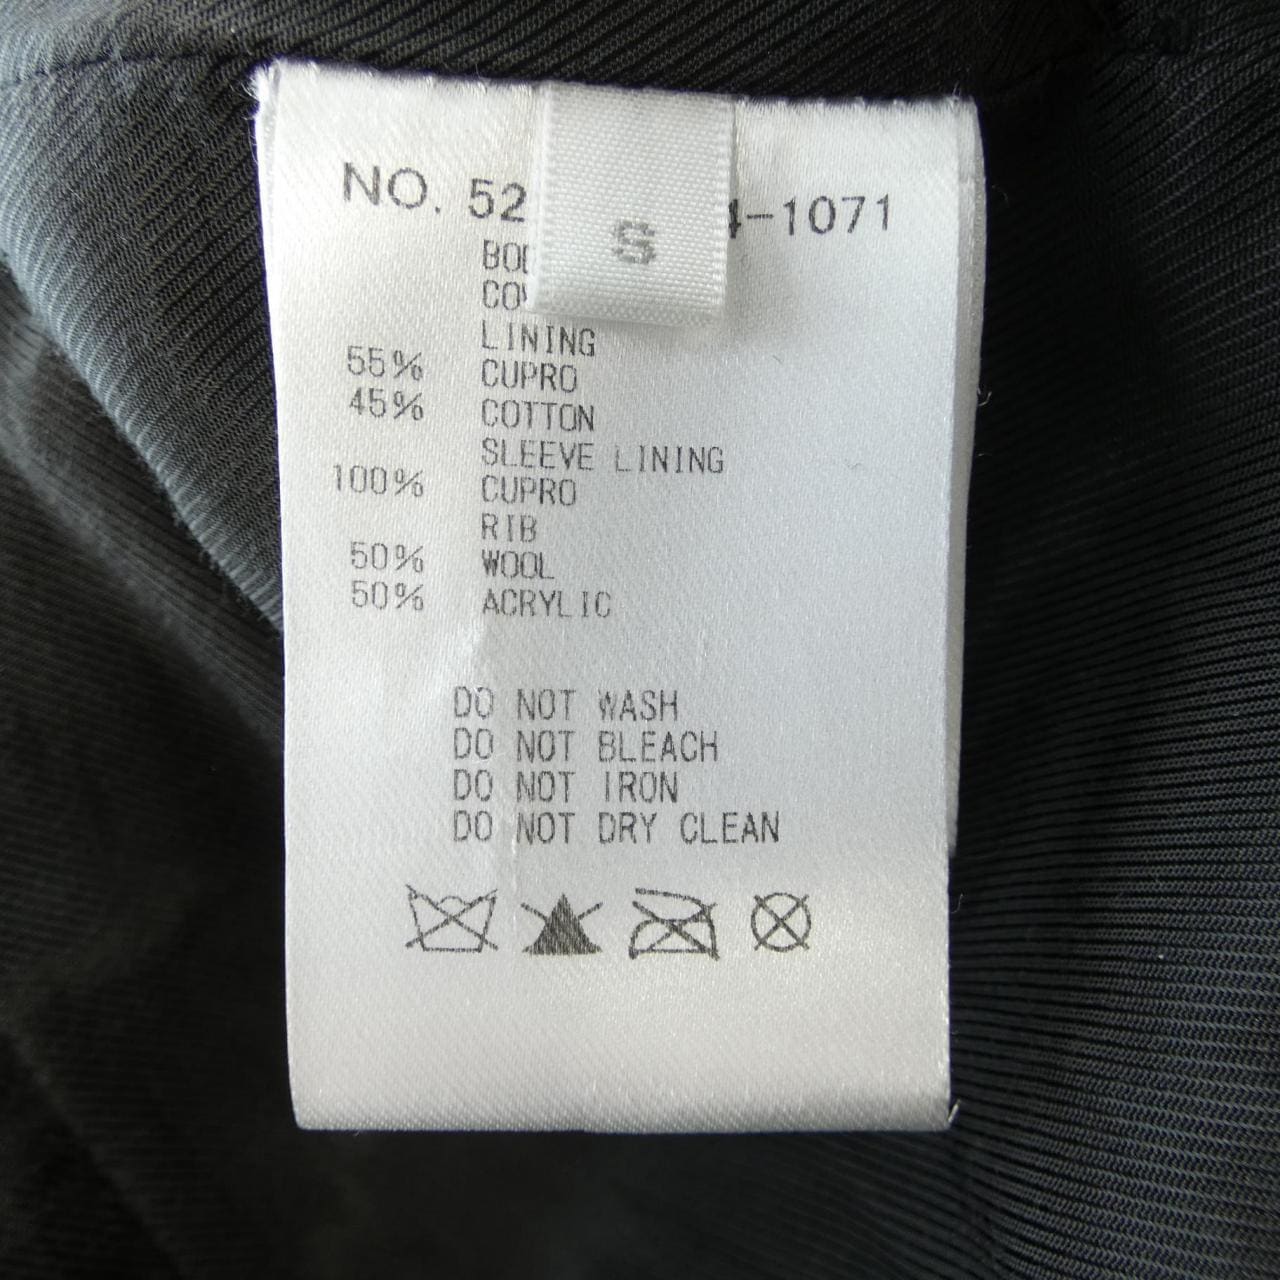 NO. 52 4-1071
S
LINING
55% CUPRO
45% COTTON
SLEEVE LINING
100% CUPRO
RIB
50% WOOL
50% ACRYLIC
DO NOT WASH
DO NOT BLEACH
DO NOT IRON
DO NOT DRY CLEAN